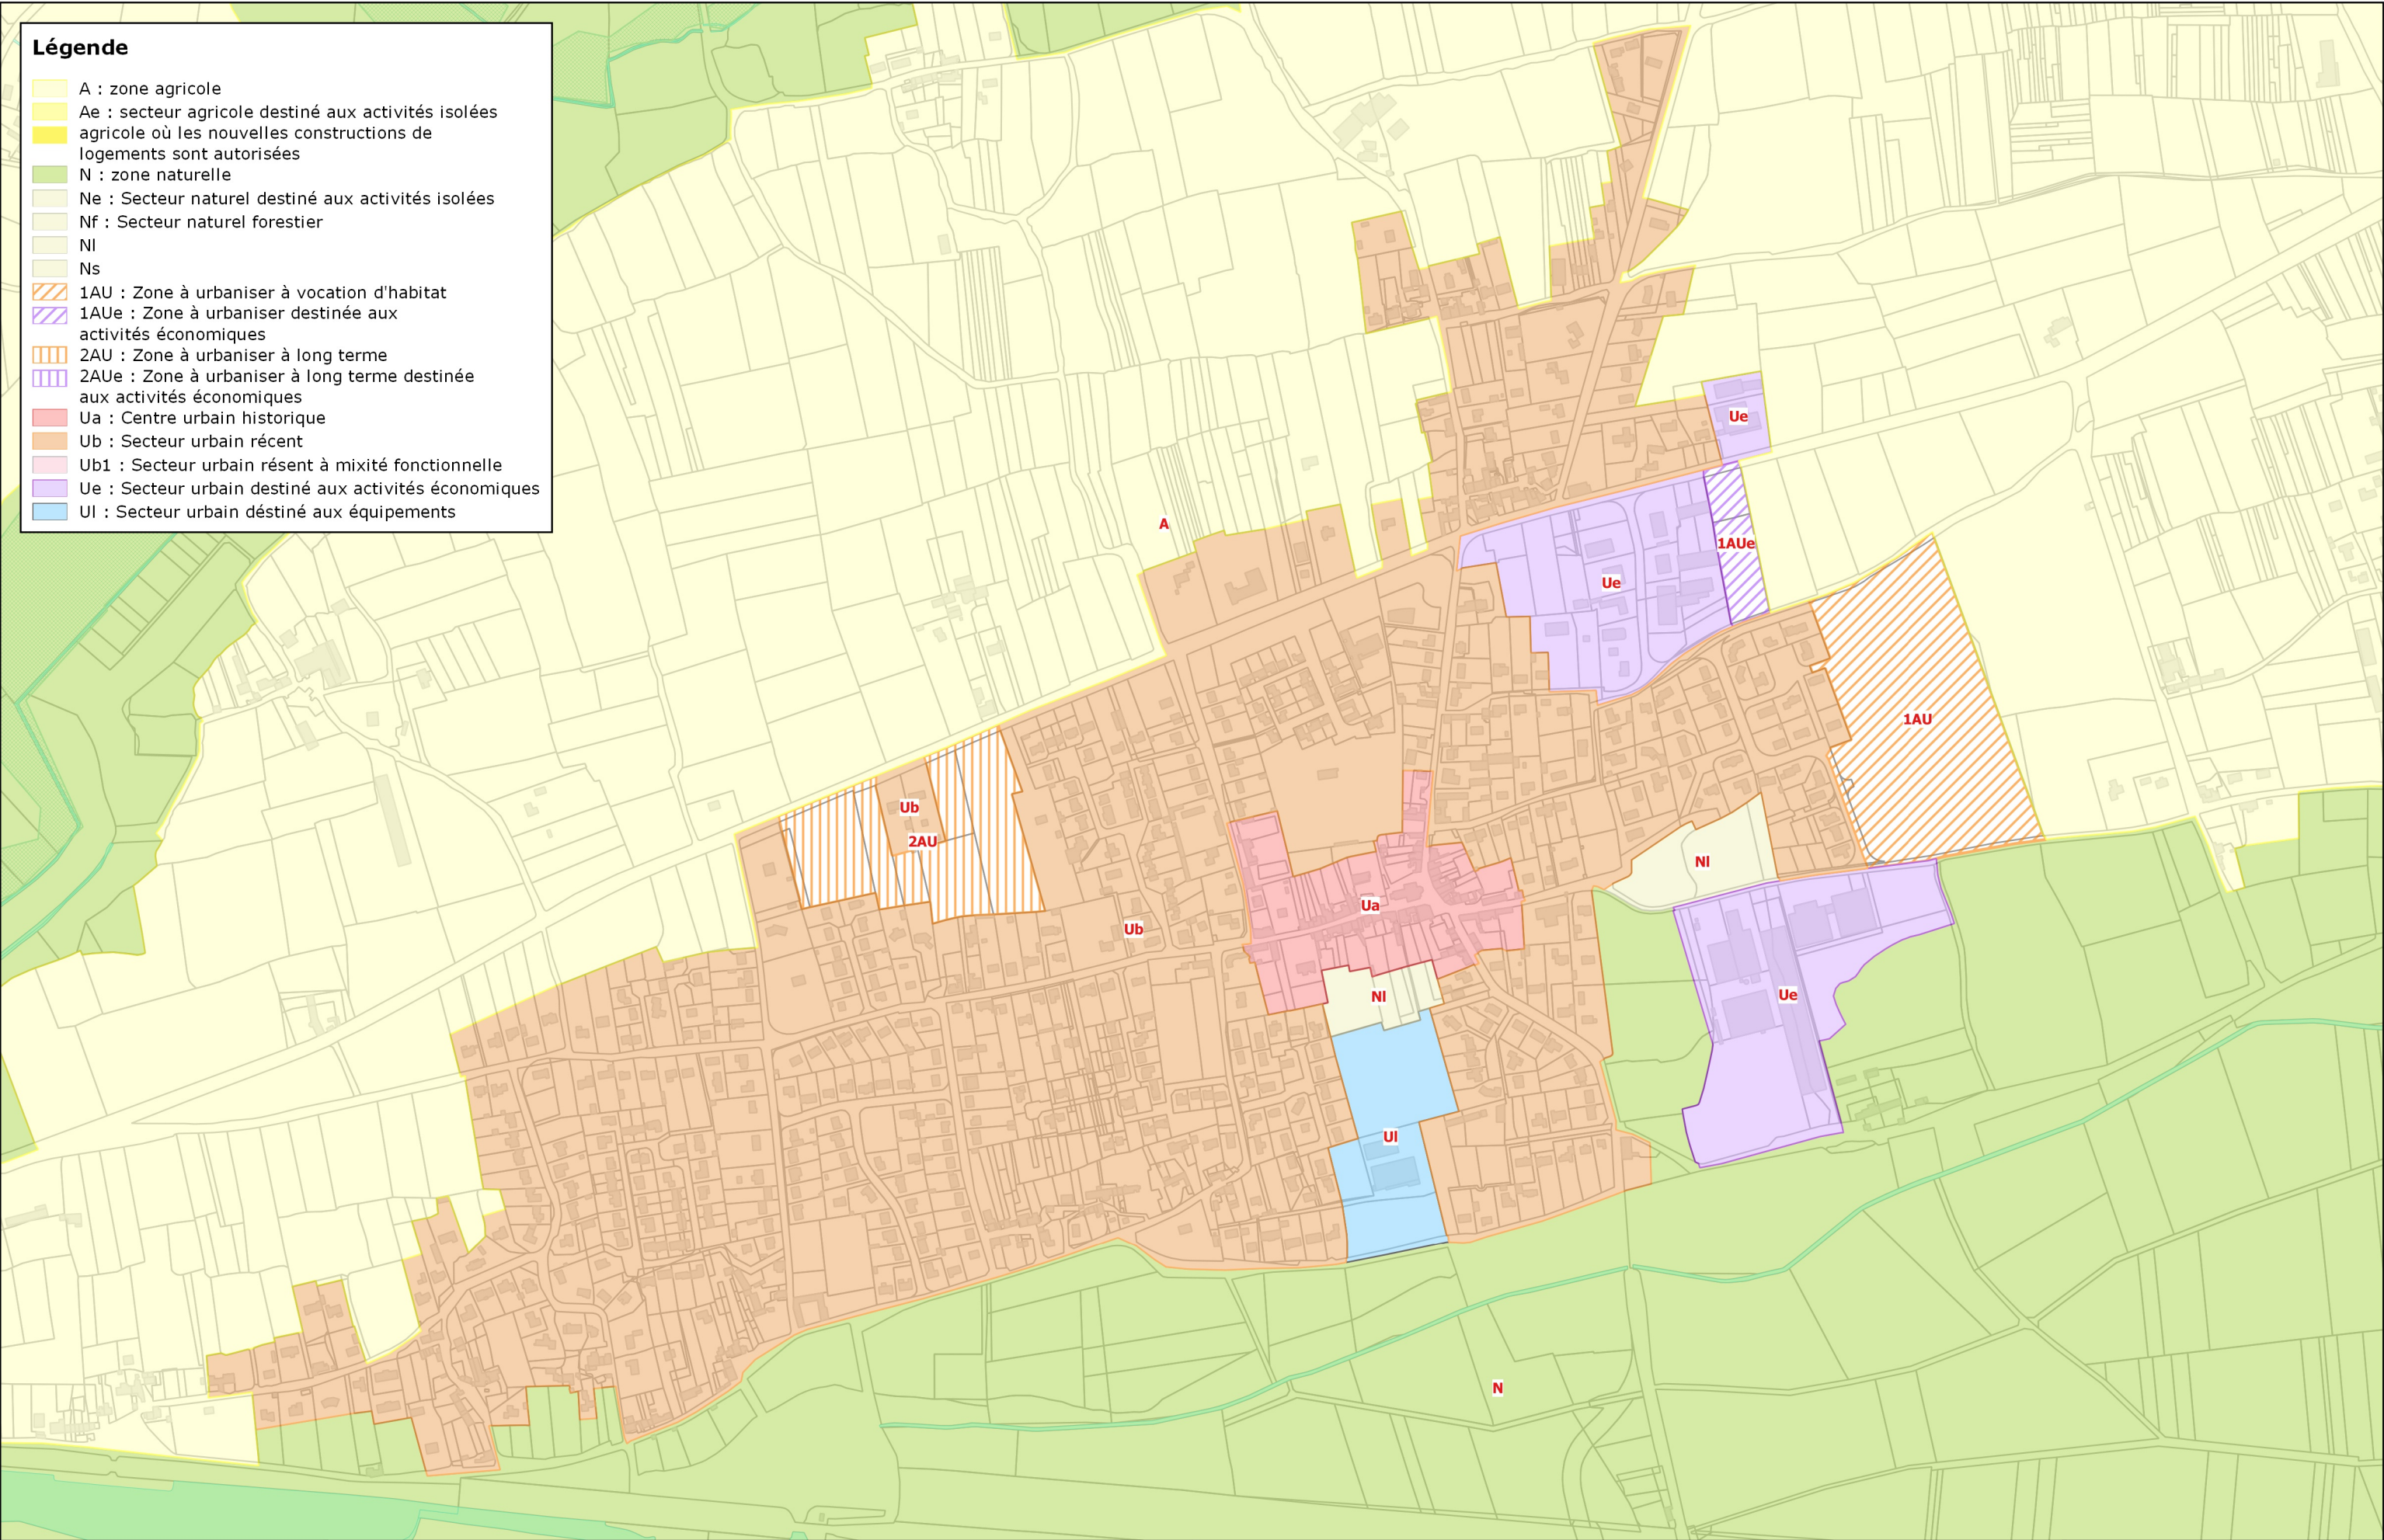 Légende
A : zone agricole
Ae : secteur agricole destiné aux activités isolées
agricole où les nouvelles constructions de
logements sont autorisées
N : zone naturelle
Ne : Secteur naturel destiné aux activités isolées
Nf : Secteur naturel forestier
Nl
Ns
1AU : Zone à urbaniser à vocation d'habitat
1AUe : Zone à urbaniser destinée aux
activités économiques
2AU : Zone à urbaniser à long terme
2AUe : Zone à urbaniser à long terme destinée
aux activités économiques
Ua : Centre urbain historique
Ub : Secteur urbain récent
Ub1 : Secteur urbain résent à mixité fonctionnelle
Ue : Secteur urbain destiné aux activités économiques
Ul : Secteur urbain déstiné aux équipements
Ue
A
1AUe
Ue
1AU
Ub
2AU
Nl
Ua
Ub
Nl
Ue
Ul
N